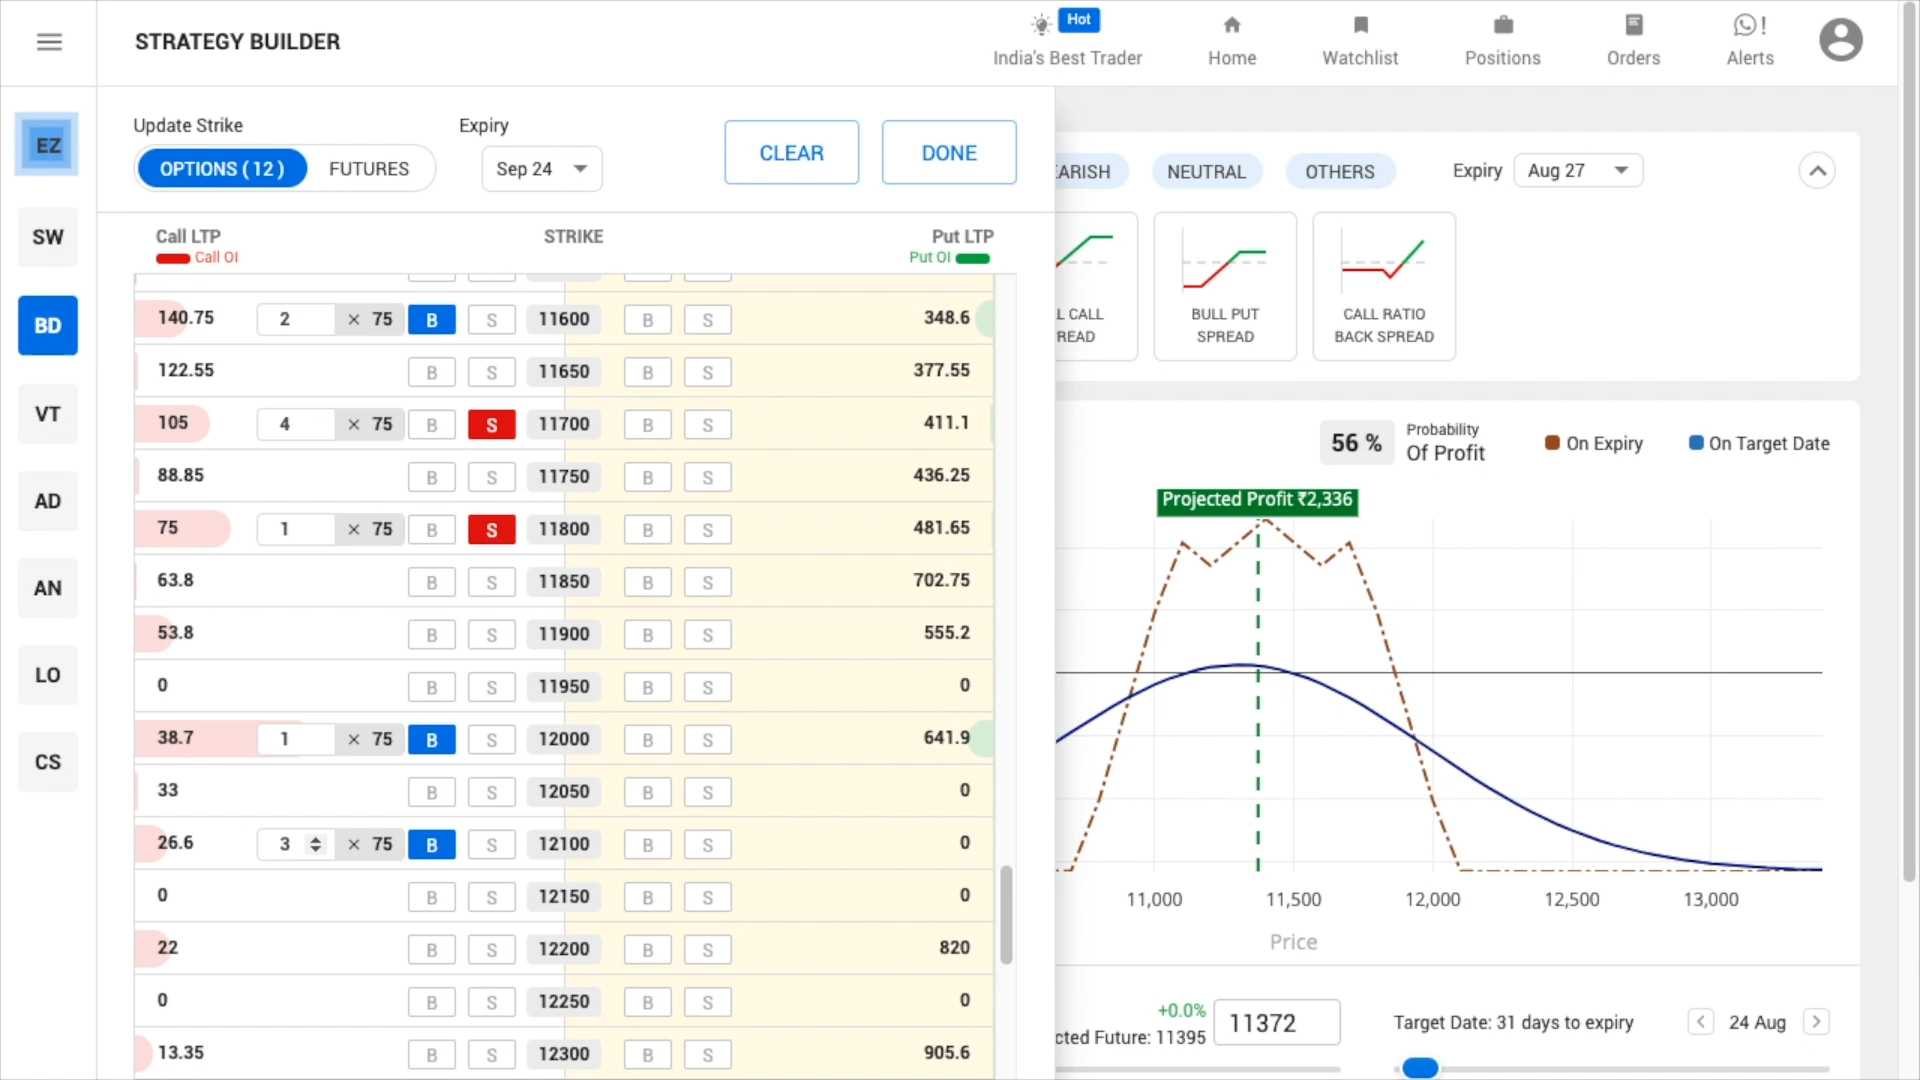 STRATEGY BUILDER
Hot
India's Best Trader
Home
Watchlist
Positions
Orders
!
Alerts
EZ
SW
BD
VT
AD
AN
LO
CS
Update Strike
OPTIONS ( 12 )
FUTURES
Expiry
Sep 24
CLEAR
DONE
Call LTP
Call OI
STRIKE
Put LTP
Put OI
140.75 2 × 75 B S 11600 B S 348.6
122.55 B S 11650 B S 377.55
105 4 × 75 B S 11700 B S 411.1
88.85 B S 11750 B S 436.25
75 1 × 75 B S 11800 B S 481.65
63.8 B S 11850 B S 702.75
53.8 B S 11900 B S 555.2
0 B S 11950 B S 0
38.7 1 × 75 B S 12000 B S 641.9
33 B S 12050 B S 0
26.6 3 × 75 B S 12100 B S 0
0 B S 12150 B S 0
22 B S 12200 B S 820
0 B S 12250 B S 0
13.35 B S 12300 B S 905.6
ARISH
NEUTRAL
OTHERS
Expiry
Aug 27
L CALL
READ
BULL PUT
SPREAD
CALL RATIO
BACK SPREAD
56 %
Probability
Of Profit
On Expiry
On Target Date
Projected Profit ₹2,336
11,000 11,500 12,000 12,500 13,000
Price
+0.0%
cted Future: 11395
11372
Target Date: 31 days to expiry
24 Aug